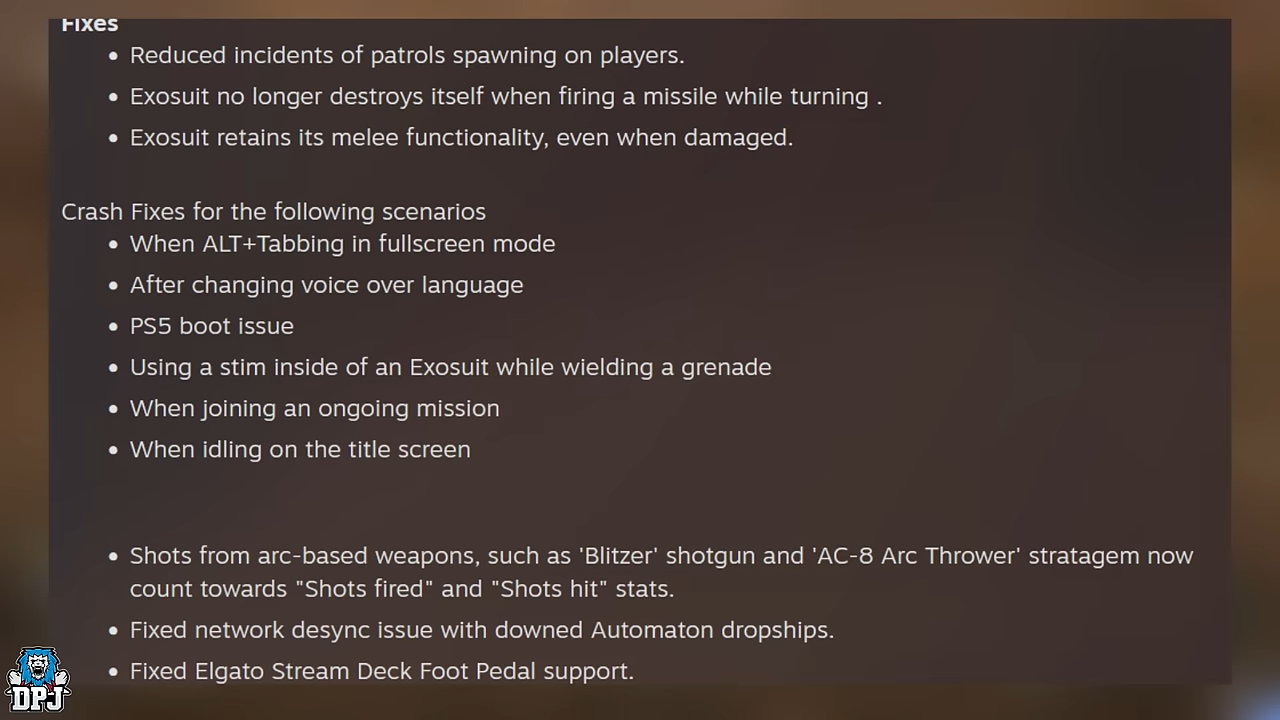 Fixes
• Reduced incidents of patrols spawning on players.
• Exosuit no longer destroys itself when firing a missile while turning .
• Exosuit retains its melee functionality, even when damaged.
Crash Fixes for the following scenarios
• When ALT+Tabbing in fullscreen mode
• After changing voice over language
• PS5 boot issue
• Using a stim inside of an Exosuit while wielding a grenade
• When joining an ongoing mission
• When idling on the title screen
• Shots from arc-based weapons, such as 'Blitzer' shotgun and 'AC-8 Arc Thrower' stratagem now
count towards "Shots fired" and "Shots hit" stats.
• Fixed network desync issue with downed Automaton dropships.
• Fixed Elgato Stream Deck Foot Pedal support.
DPJ